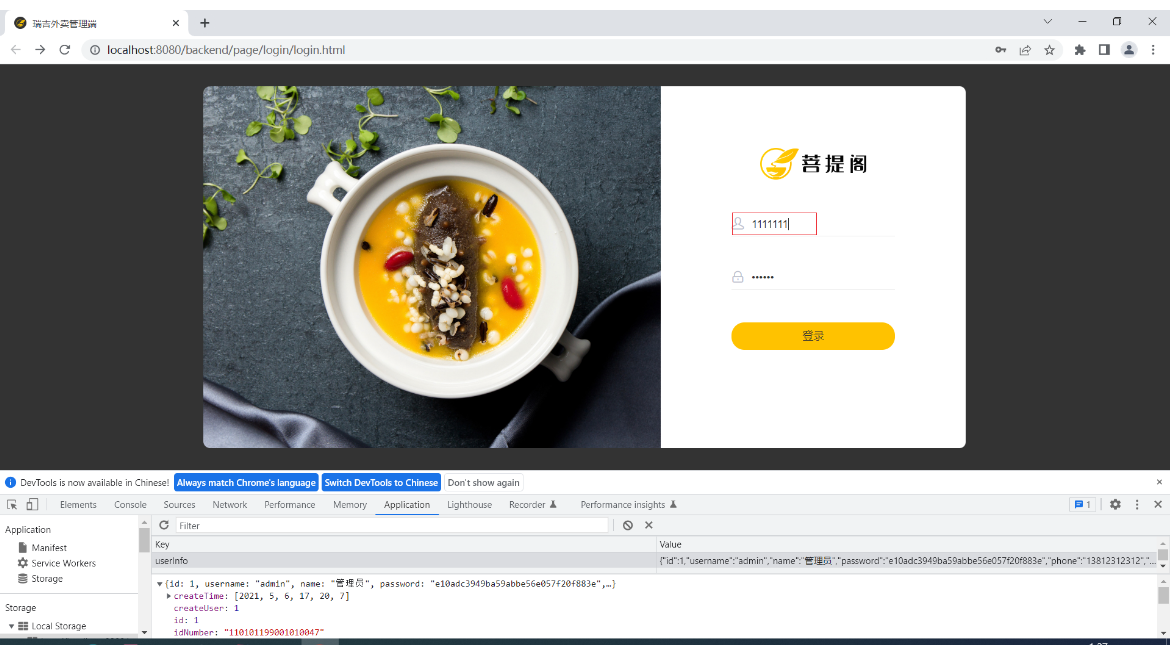 瑞吉外卖管理端
localhost:8080/backend/page/login/login.html
菩提阁
1111111
••••••
登录
DevTools is now available in Chinese! Always match Chrome's language Switch DevTools to Chinese Don't show again
Elements Console Sources Network Performance Memory Application Lighthouse Recorder Performance insights 1
Application
Manifest
Service Workers
Storage
Storage
Local Storage
Filter
Key Value
userInfo {"id":1,"username":"admin","name":"管理员","password":"e10adc3949ba59abbe56e057f20f883e","phone":"13812312312","...
{id: 1, username: "admin", name: "管理员", password: "e10adc3949ba59abbe56e057f20f883e",…}
createTime: [2021, 5, 6, 17, 20, 7]
createUser: 1
id: 1
idNumber: "110101199001010047"